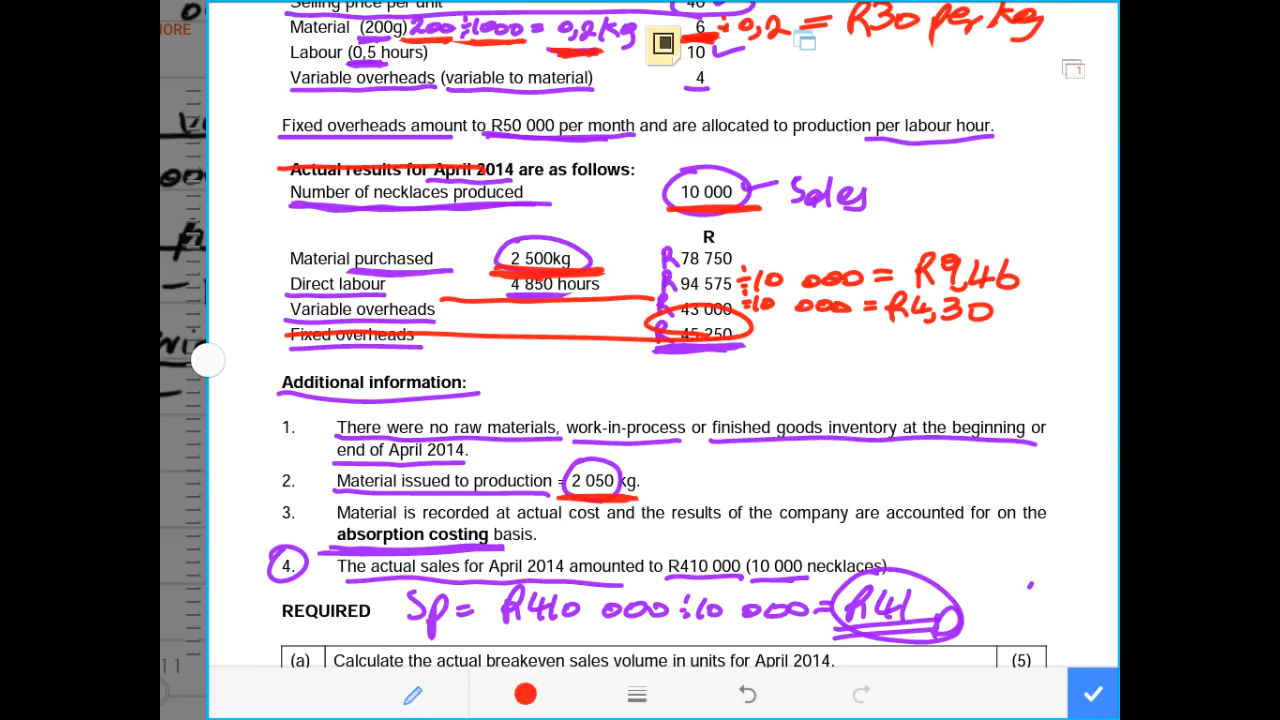 MORE
Selling price per unit 40
Material (200g) 200÷1000 = 0,2kg 6 ÷0,2 = R30 per kg
Labour (0,5 hours) 10
Variable overheads (variable to material) 4
1
Fixed overheads amount to R50 000 per month and are allocated to production per labour hour.
Actual results for April 2014 are as follows:
Number of necklaces produced 10 000 Sales
R
Material purchased 2 500kg R 78 750
Direct labour 4 850 hours R 94 575 ÷10 000 = R9,46
Variable overheads R 43 000 ÷10 000 = R4,30
Fixed overheads R 45 250
Additional information:
1. There were no raw materials, work-in-process or finished goods inventory at the beginning or
end of April 2014.
2. Material issued to production = 2 050 kg.
3. Material is recorded at actual cost and the results of the company are accounted for on the
absorption costing basis.
4. The actual sales for April 2014 amounted to R410 000 (10 000 necklaces)
REQUIRED Sp = R410 000 ÷10 000 = R41
(a) Calculate the actual breakeven sales volume in units for April 2014. (5)
11